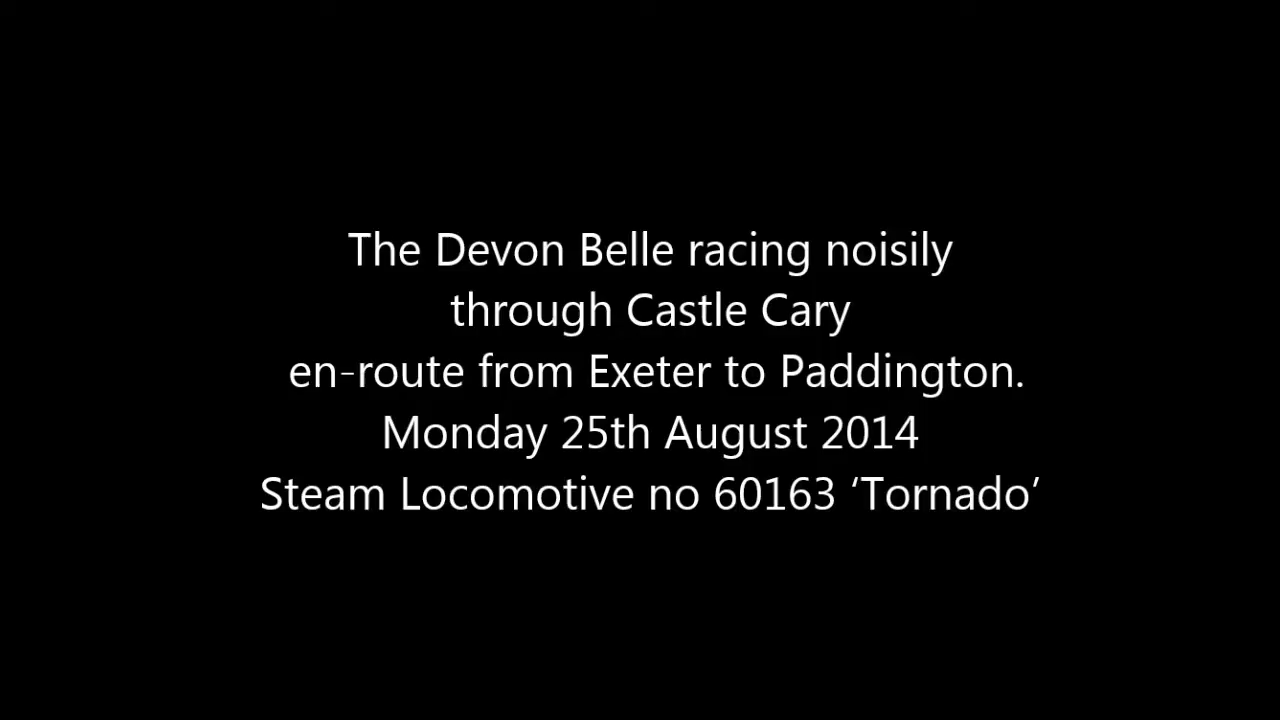 The Devon Belle racing noisily
through Castle Cary
en-route from Exeter to Paddington.
Monday 25th August 2014
Steam Locomotive no 60163 ‘Tornado’